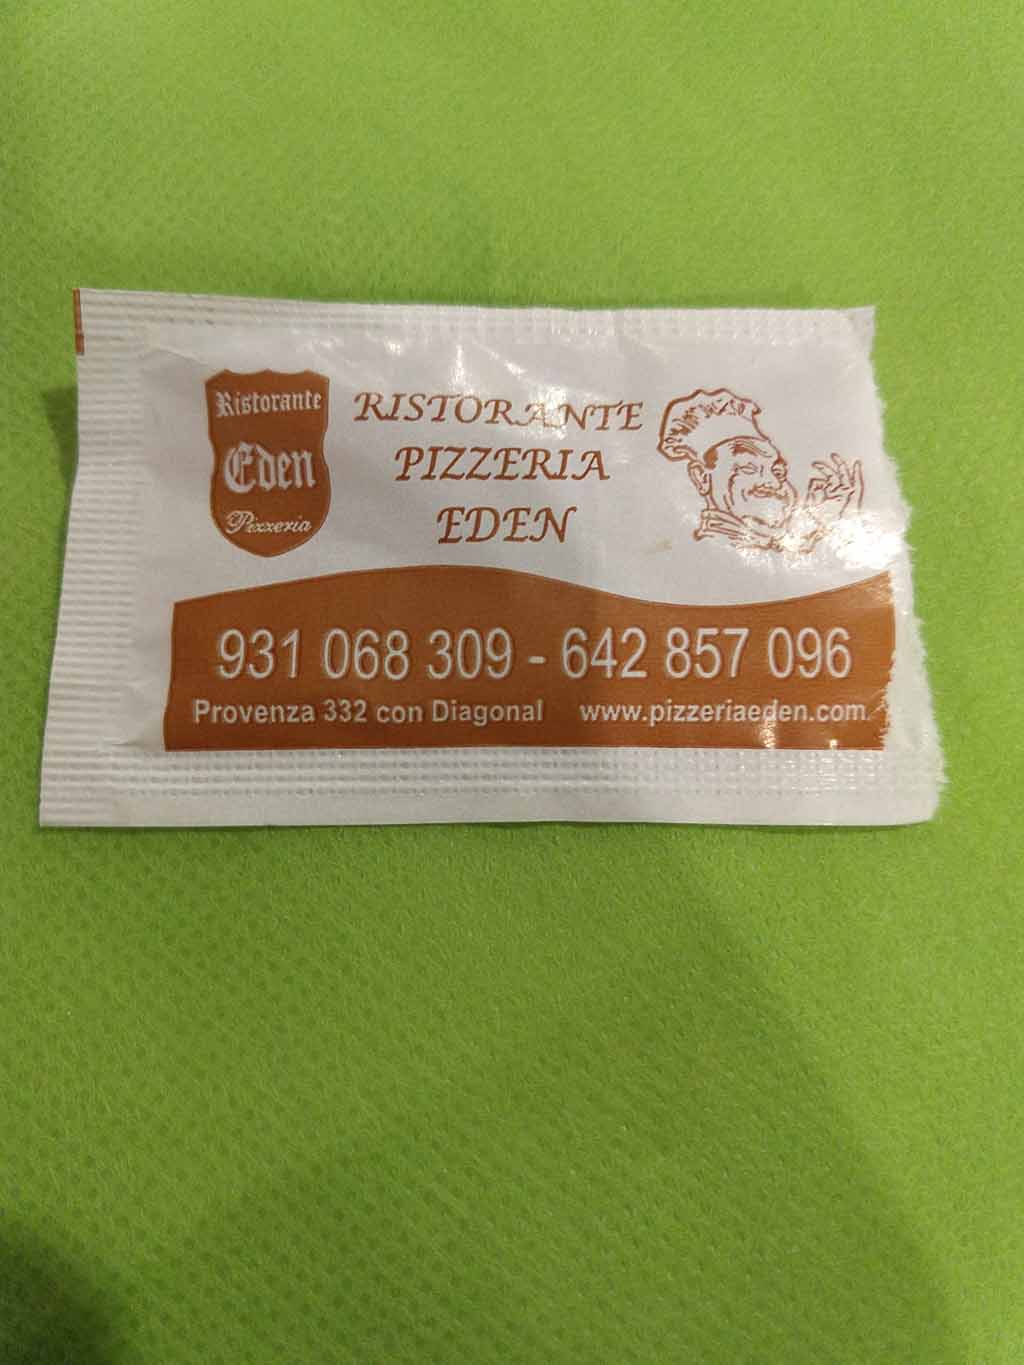 Ristorante
Eden
Pizzeria
RISTORANTE
PIZZERIA
EDEN
931 068 309 - 642 857 096
Provenza 332 con Diagonal www.pizzeriaeden.com